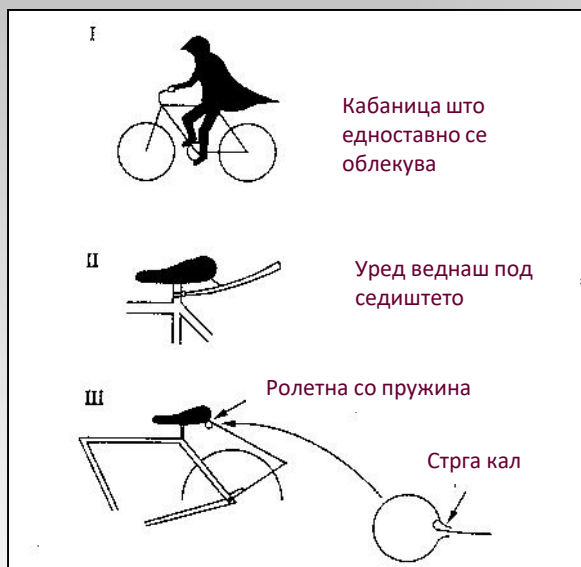 I
Кабаница што
едноставно се
облекува
II
Уред веднаш под
седиштето
III
Ролетна со пружина
Стрга кал